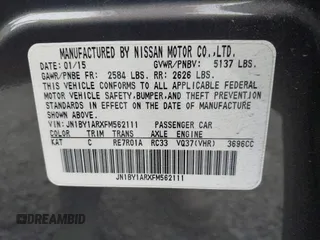 MANUFACTURED BY NISSAN MOTOR CO.,LTD.
DATE: 01/15 GVWR/PNBV: 5137 LBS.
GAWR/PNBE FR: 2584 LBS. RR: 2626 LBS.
THIS VEHICLE CONFORMS TO ALL APPLICABLE FEDERAL
MOTOR VEHICLE SAFETY, BUMPER, AND THEFT PREVENTION
STANDARDS IN EFFECT ON THE DATE OF MANUFACTURE
SHOWN ABOVE.
VIN: JN1BY1ARXFM562111 PASSENGER CAR
COLOR TRIM TRANS AXLE ENGINE
KAT C RE7R01A RC33 VQ37(VHR) 3696CC
JN1BY1ARXFM562111
DREAMBID